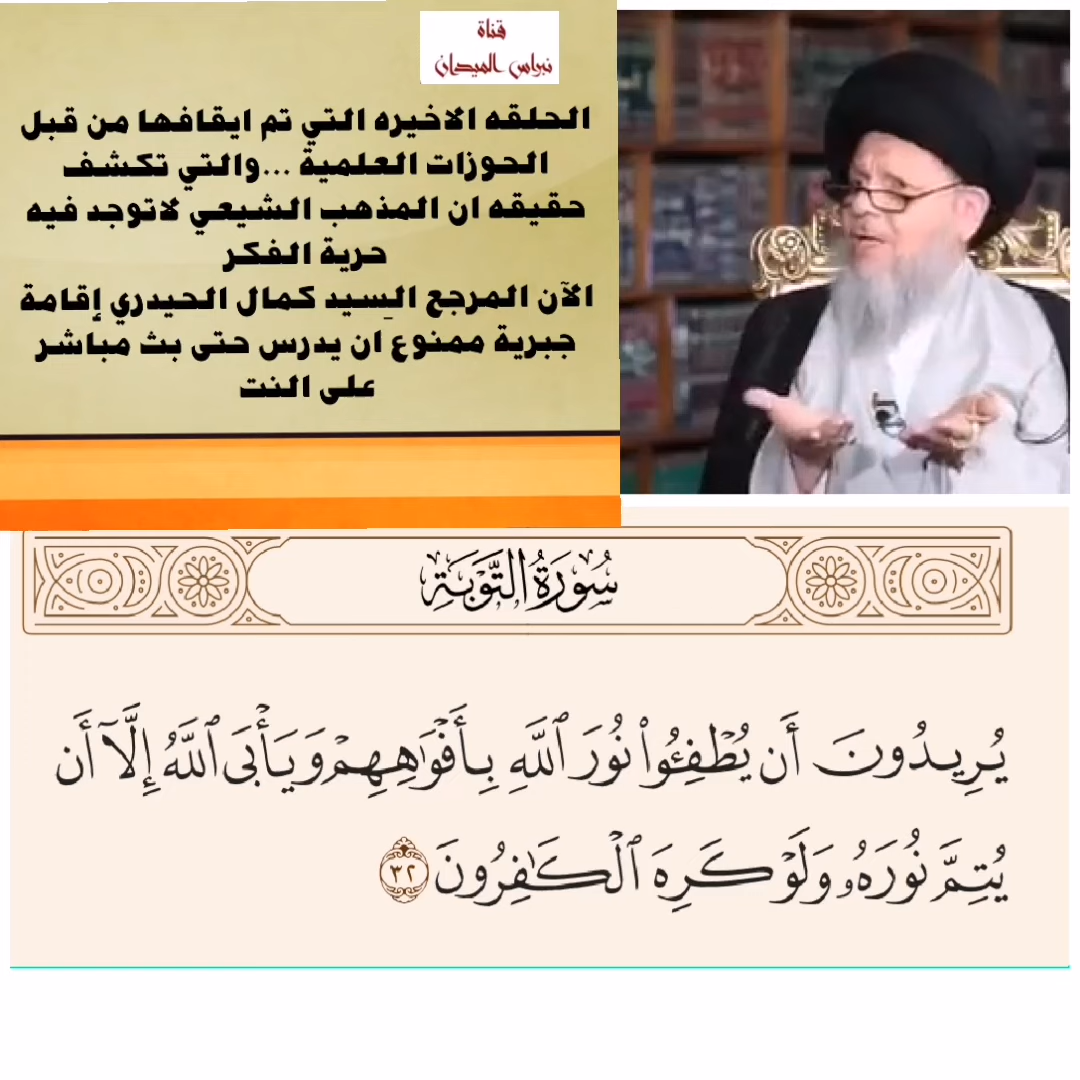 قناة
نبراس الميدان
الحلقه الاخيره التي تم ايقافها من قبل
الحوزات العلمية ...والتي تكشف
حقيقه ان المذهب الشيعي لاتوجد فيه
حرية الفكر
الآن المرجع السيد كمال الحيدري إقامة
جبرية ممنوع ان يدرس حتى بث مباشر
على النت
سُورَةُ التَّوۡبَةِ
يُرِيدُونَ أَن يُطۡفِـُٔواْ نُورَ ٱللَّهِ بِأَفۡوَٰهِهِمۡ وَيَأۡبَى ٱللَّهُ إِلَّآ أَن
يُتِمَّ نُورَهُۥ وَلَوۡ كَرِهَ ٱلۡكَٰفِرُونَ ٣٢